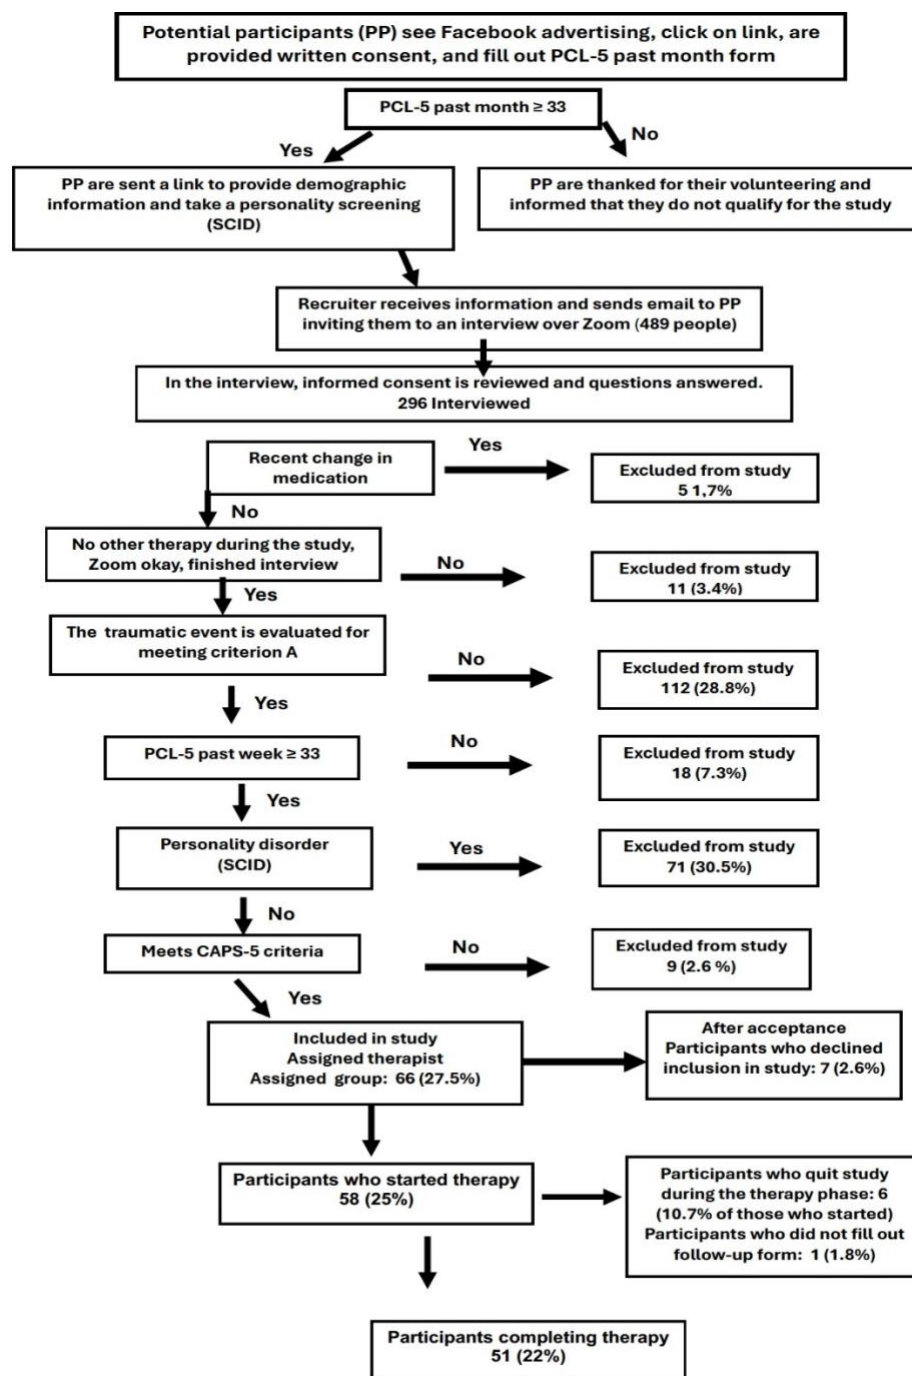 Potential participants (PP) see Facebook advertising, click on link, are
provided written consent, and fill out PCL-5 past month form
PCL-5 past month ≥ 33
Yes
No
PP are sent a link to provide demographic
information and take a personality screening
(SCID)
PP are thanked for their volunteering and
informed that they do not qualify for the study
Recruiter receives information and sends email to PP
inviting them to an interview over Zoom (489 people)
In the interview, informed consent is reviewed and questions answered.
296 Interviewed
Recent change in
medication
Yes
Excluded from study
5 1,7%
No
No other therapy during the study,
Zoom okay, finished interview
No
Excluded from study
11 (3.4%)
Yes
The traumatic event is evaluated for
meeting criterion A
No
Excluded from study
112 (28.8%)
Yes
PCL-5 past week ≥ 33
No
Excluded from study
18 (7.3%)
Yes
Personality disorder
(SCID)
Yes
Excluded from study
71 (30.5%)
No
Meets CAPS-5 criteria
No
Excluded from study
9 (2.6 %)
Yes
Included in study
Assigned therapist
Assigned group: 66 (27.5%)
After acceptance
Participants who declined
inclusion in study: 7 (2.6%)
Participants who started therapy
58 (25%)
Participants who quit study
during the therapy phase: 6
(10.7% of those who started)
Participants who did not fill out
follow-up form: 1 (1.8%)
Participants completing therapy
51 (22%)